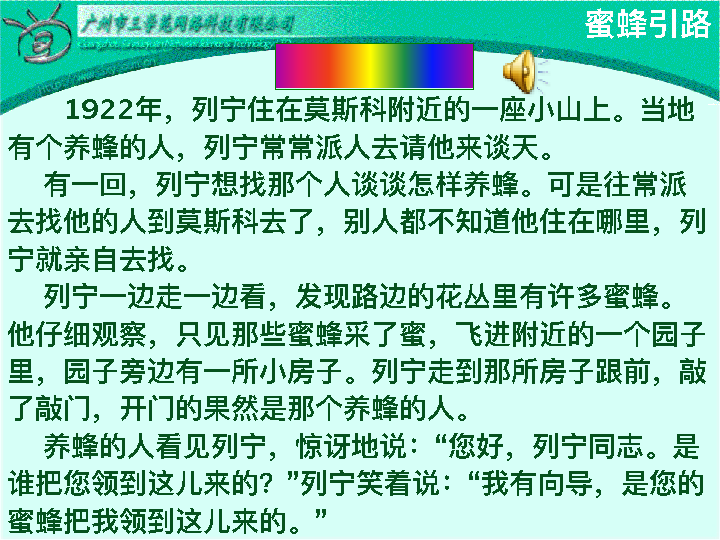 广州市三学苑网络科技有限公司
蜜蜂引路
1922年，列宁住在莫斯科附近的一座小山上。当地
有个养蜂的人，列宁常常派人去请他来谈天。
有一回，列宁想找那个人谈谈怎样养蜂。可是往常派
去找他的人到莫斯科去了，别人都不知道他住在哪里，列
宁就亲自去找。
列宁一边走一边看，发现路边的花丛里有许多蜜蜂。
他仔细观察，只见那些蜜蜂采了蜜，飞进附近的一个园子
里，园子旁边有一所小房子。列宁走到那所房子跟前，敲
了敲门，开门的果然是那个养蜂的人。
养蜂的人看见列宁，惊讶地说：“您好，列宁同志。是
谁把您领到这儿来的？”列宁笑着说：“我有向导，是您的
蜜蜂把我领到这儿来的。”